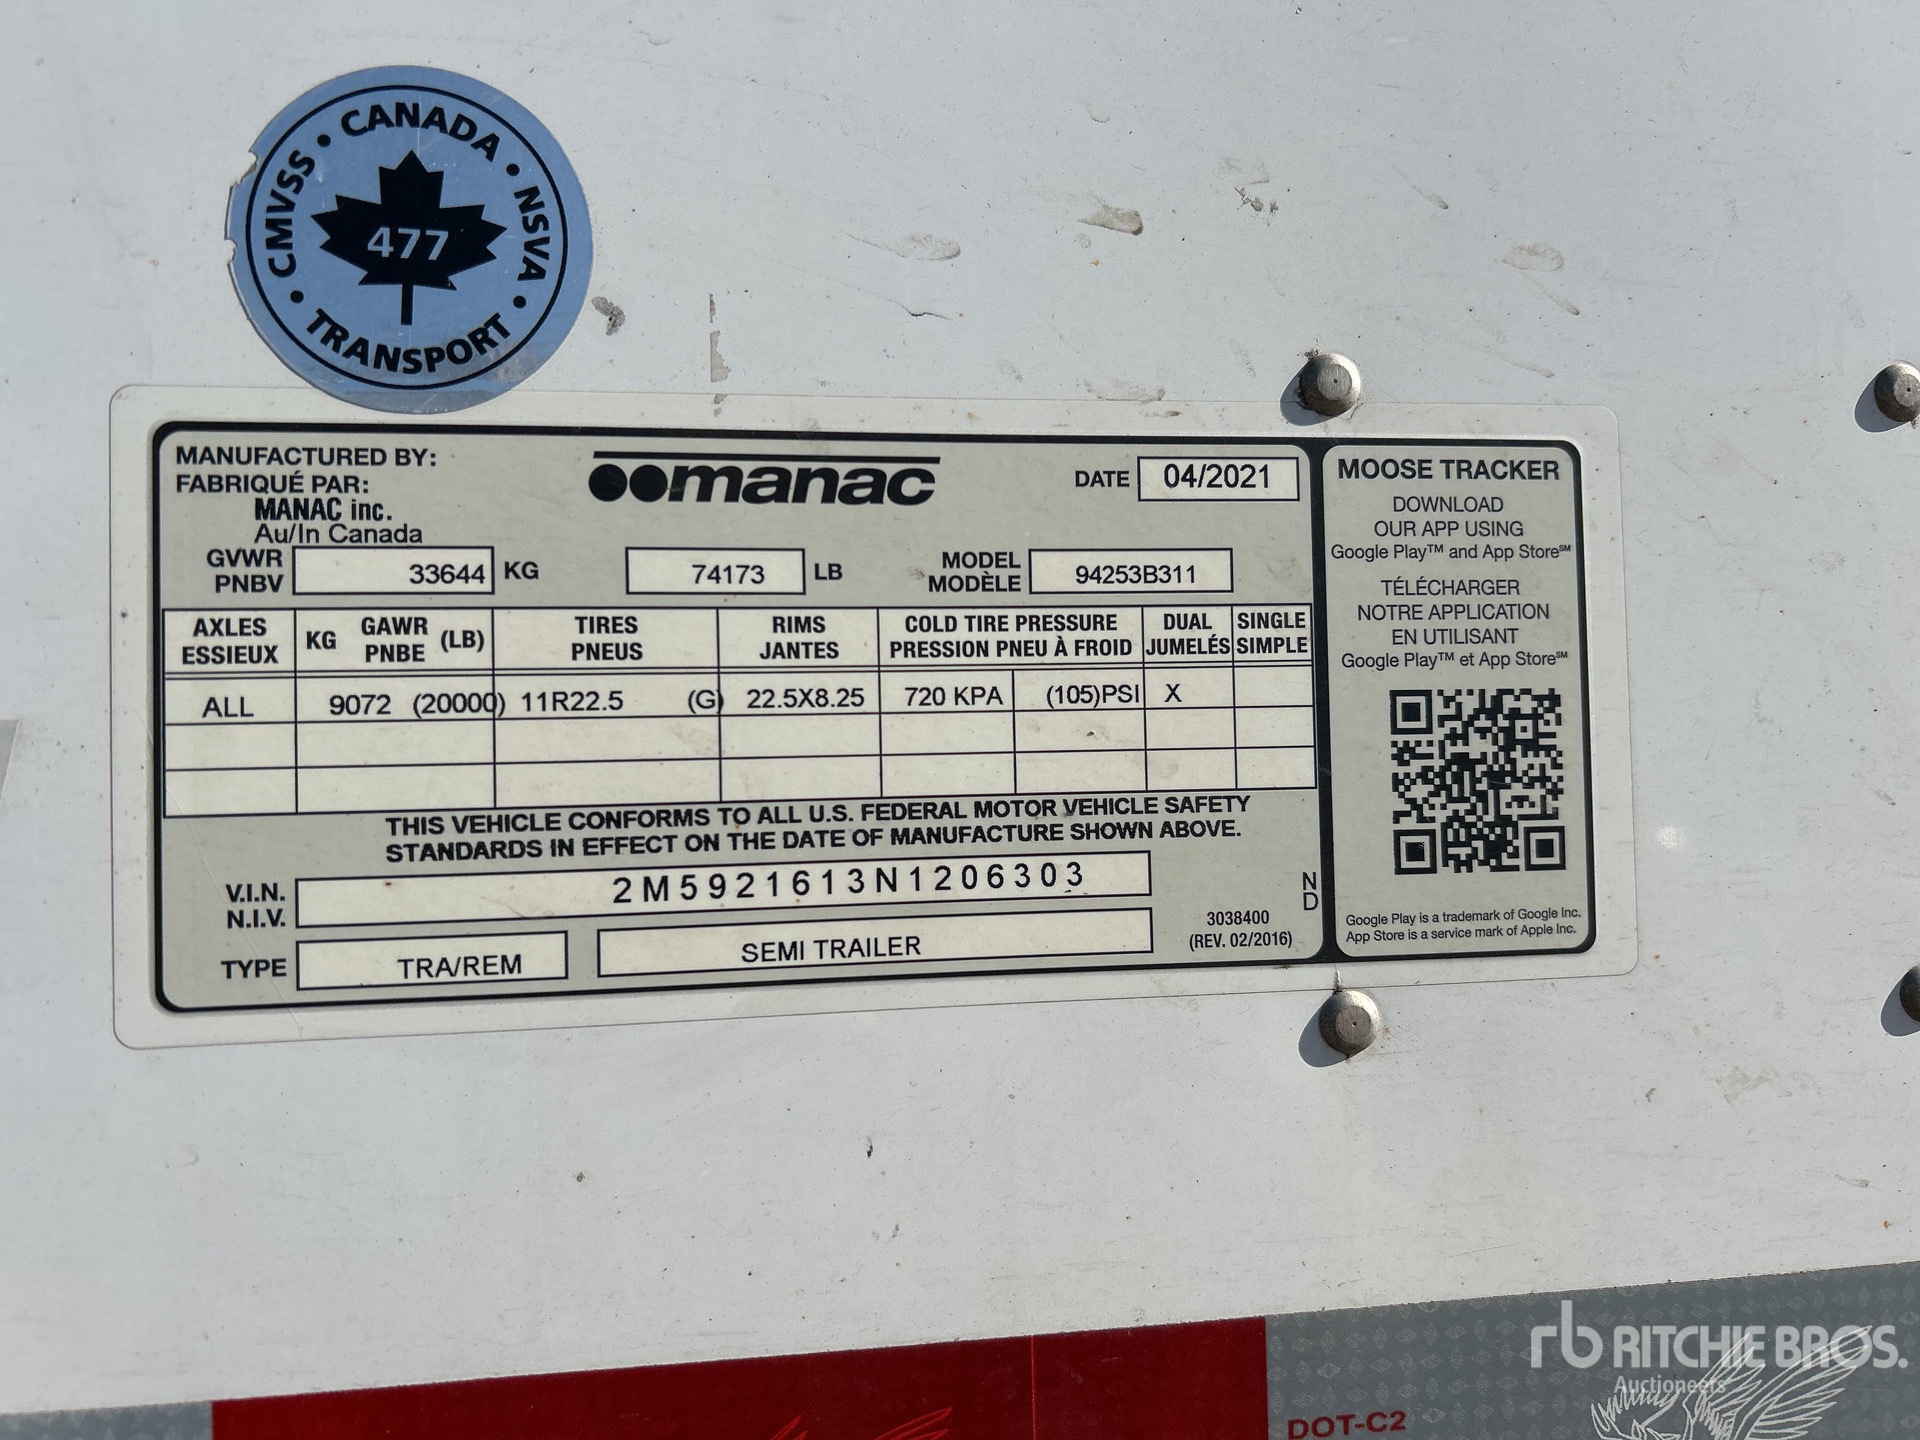 CMVSS • CANADA • NSVA • TRANSPORT •
477
MANUFACTURED BY:
FABRIQUÉ PAR:
MANAC inc.
Au/In Canada
manac
DATE 04/2021
GVWR
PNBV
33644 KG
74173 LB
MODEL
MODÈLE
94253B311
AXLES
ESSIEUX
KG GAWR (LB)
PNBE
TIRES
PNEUS
RIMS
JANTES
COLD TIRE PRESSURE
PRESSION PNEU À FROID
DUAL
JUMELÉS
SINGLE
SIMPLE
ALL 9072 (20000) 11R22.5 (G) 22.5X8.25 720 KPA (105)PSI X
THIS VEHICLE CONFORMS TO ALL U.S. FEDERAL MOTOR VEHICLE SAFETY
STANDARDS IN EFFECT ON THE DATE OF MANUFACTURE SHOWN ABOVE.
V.I.N.
N.I.V.
2M5921613N1206303
TYPE TRA/REM SEMI TRAILER
3038400
(REV. 02/2016)
N
D
MOOSE TRACKER
DOWNLOAD
OUR APP USING
Google Play™ and App Store℠
TÉLÉCHARGER
NOTRE APPLICATION
EN UTILISANT
Google Play™ et App Store℠
Google Play is a trademark of Google Inc.
App Store is a service mark of Apple Inc.
DOT-C2
rb RITCHIE BROS.
Auctioneers